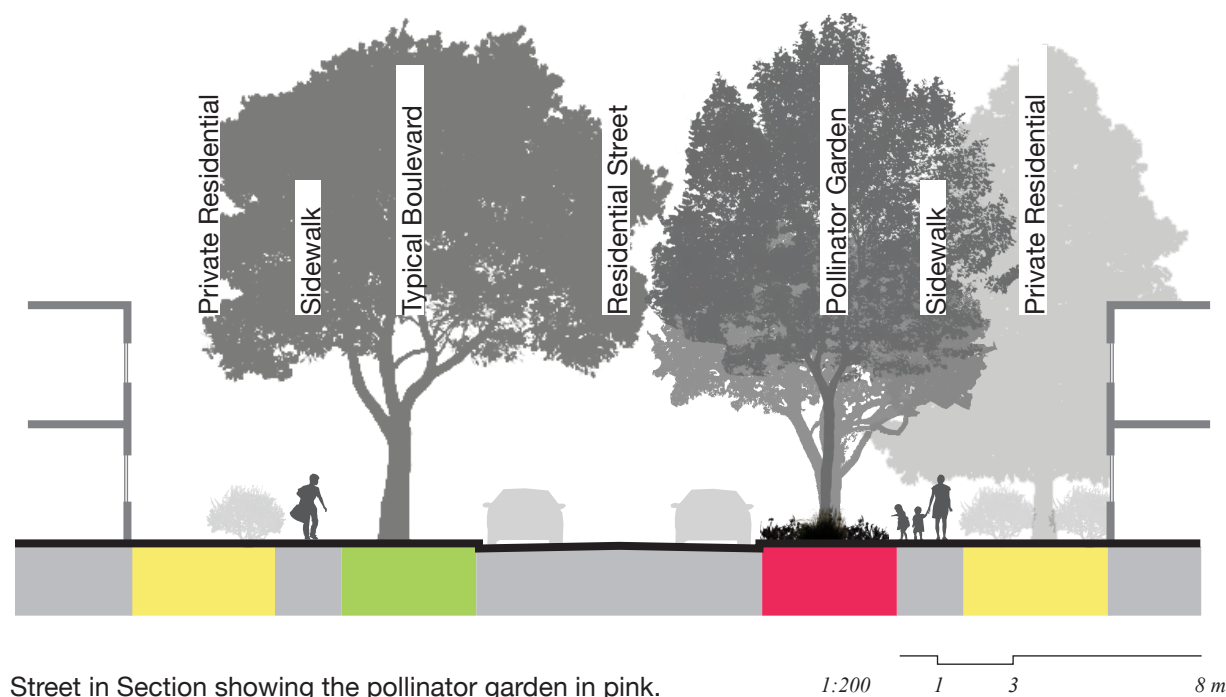 Private Residential
Sidewalk
Typical Boulevard
Residential Street
Pollinator Garden
Sidewalk
Private Residential
Street in Section showing the pollinator garden in pink.
1:200 1 3 8 m